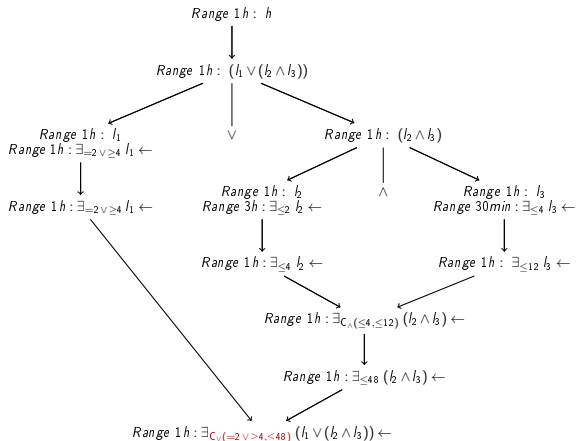 Range 1h : h
Range 1h : (l₁ ∨ (l₂ ∧ l₃))
Range 1h : l₁
Range 1h : ∃₌₂ ∨ ≥₄ l₁ ←
∨
Range 1h : (l₂ ∧ l₃)
Range 1h : ∃₌₂ ∨ ≥₄ l₁ ←
Range 1h : l₂
Range 3h : ∃≤₂ l₂ ←
∧
Range 1h : l₃
Range 30min : ∃≤₄ l₃ ←
Range 1h : ∃≤₄ l₂ ←
Range 1h : ∃≤₁₂ l₃ ←
Range 1h : ∃C∧(≤4,≤12) (l₂ ∧ l₃) ←
Range 1h : ∃≤₄₈ (l₂ ∧ l₃) ←
Range 1h : ∃C∨(=2 ∨ ≥4,≤48) (l₁ ∨ (l₂ ∧ l₃)) ←